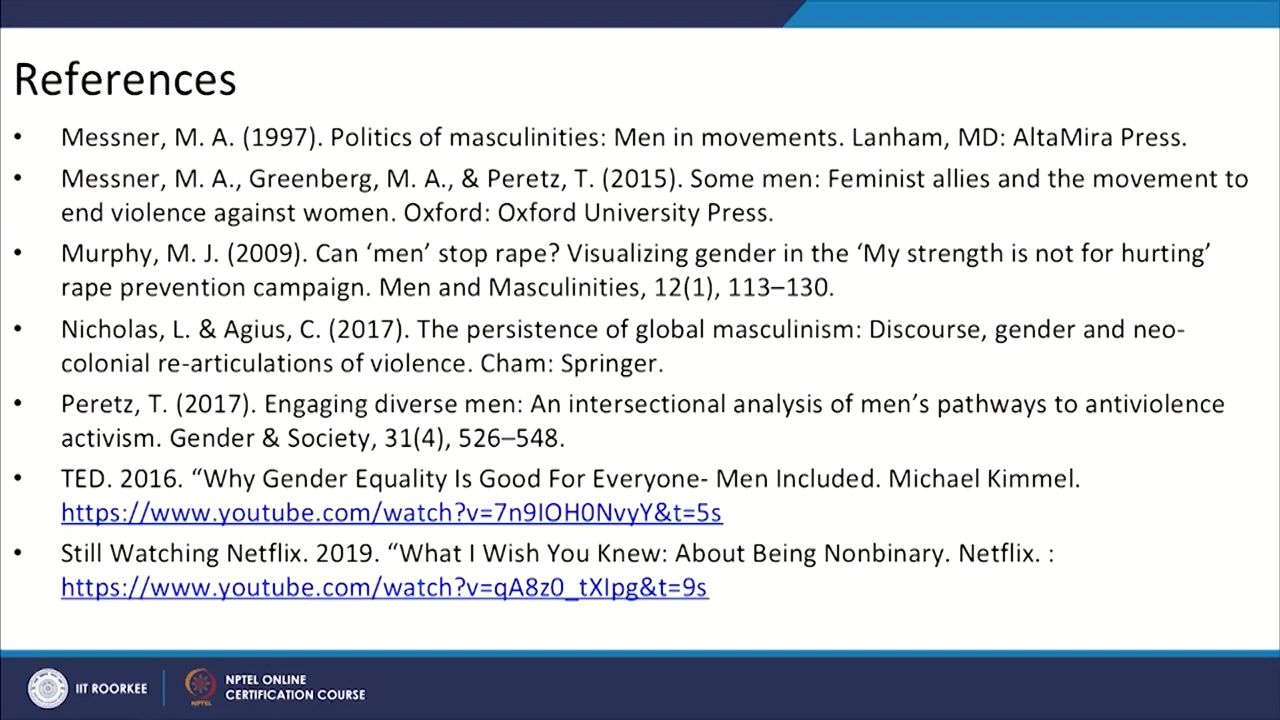 References
• Messner, M. A. (1997). Politics of masculinities: Men in movements. Lanham, MD: AltaMira Press.
• Messner, M. A., Greenberg, M. A., & Peretz, T. (2015). Some men: Feminist allies and the movement to
end violence against women. Oxford: Oxford University Press.
• Murphy, M. J. (2009). Can ‘men’ stop rape? Visualizing gender in the ‘My strength is not for hurting’
rape prevention campaign. Men and Masculinities, 12(1), 113–130.
• Nicholas, L. & Agius, C. (2017). The persistence of global masculinism: Discourse, gender and neo-
colonial re-articulations of violence. Cham: Springer.
• Peretz, T. (2017). Engaging diverse men: An intersectional analysis of men’s pathways to antiviolence
activism. Gender & Society, 31(4), 526–548.
• TED. 2016. “Why Gender Equality Is Good For Everyone- Men Included. Michael Kimmel.
https://www.youtube.com/watch?v=7n9IOH0NvyY&t=5s
• Still Watching Netflix. 2019. “What I Wish You Knew: About Being Nonbinary. Netflix. :
https://www.youtube.com/watch?v=qA8z0_tXIpg&t=9s
IIT ROORKEE
NPTEL
NPTEL ONLINE
CERTIFICATION COURSE